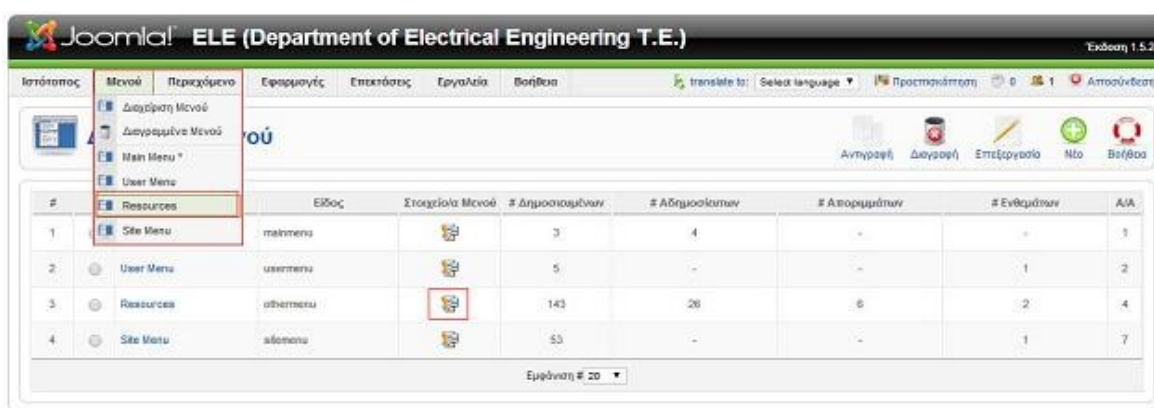 Joomla! ELE (Department of Electrical Engineering T.E.)
Έκδοση 1.5.2
Ιστότοπος Μενού Περιεχόμενο Εφαρμογές Επεκτάσεις Εργαλεία Βοήθεια translate to: Select language Προεπισκόπηση 0 1 Αποσύνδεση
Διαχείριση Μενού
Διαγραμμένα Μενού
Main Menu *
User Menu
Resources
Site Menu
Αντιγραφή Διαγραφή Επεξεργασία Νέο Βοήθεια
# Είδος Στοιχείο/α Μενού # Δημοσιευμένων # Αδημοσίευτων # Απορριμμάτων # Ενθεμάτων Α/Α
1 mainmenu 3 4 - - 1
2 User Menu usermenu 5 - - 1 2
3 Resources othermenu 143 26 6 2 4
4 Site Menu sitemenu 53 - - 1 7
Εμφάνιση # 20